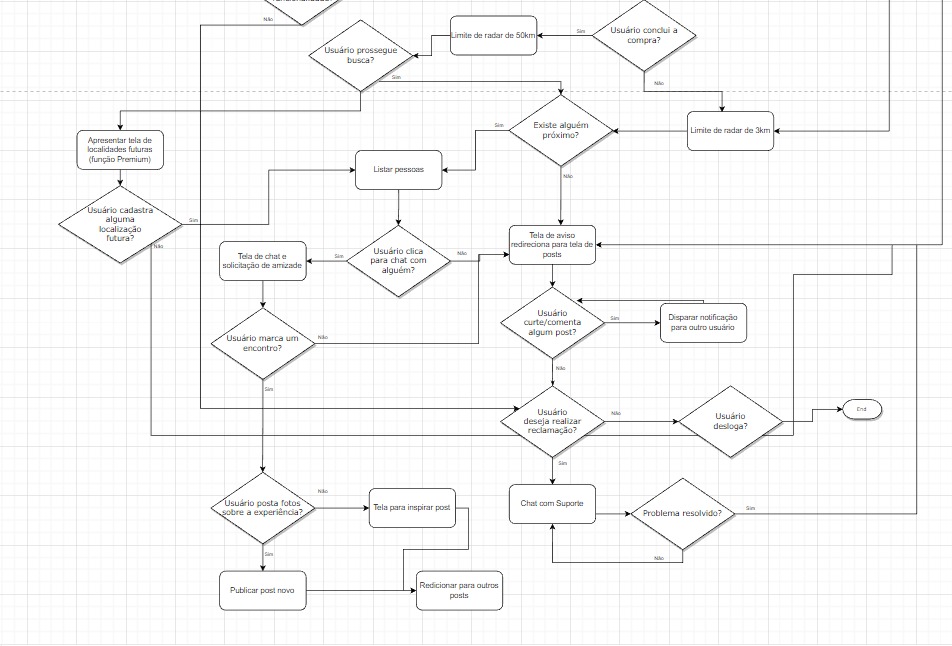 Não
Usuário conclui a
compra?
Sim
Limite de radar de 50km
Usuário prossegue
busca?
Sim
Não
Existe alguém
próximo?
Sim
Limite de radar de 3km
Apresentar tela de
localidades futuras
(função Premium)
Listar pessoas
Não
Usuário cadastra
alguma
localização
futura?
Sim
Não
Tela de aviso
redireciona para tela de
posts
Usuário clica
para chat com
alguém?
Sim
Não
Tela de chat e
solicitação de amizade
Usuário
curte/comenta
algum post?
Sim
Disparar notificação
para outro usuário
Usuário marca um
encontro?
Não
Não
Sim
Usuário
deseja realizar
reclamação?
Não
Usuário
desloga?
End
Sim
Usuário posta fotos
sobre a experiência?
Não
Tela para inspirar post
Chat com Suporte
Problema resolvido?
Sim
Sim
Não
Publicar post novo
Redicionar para outros
posts